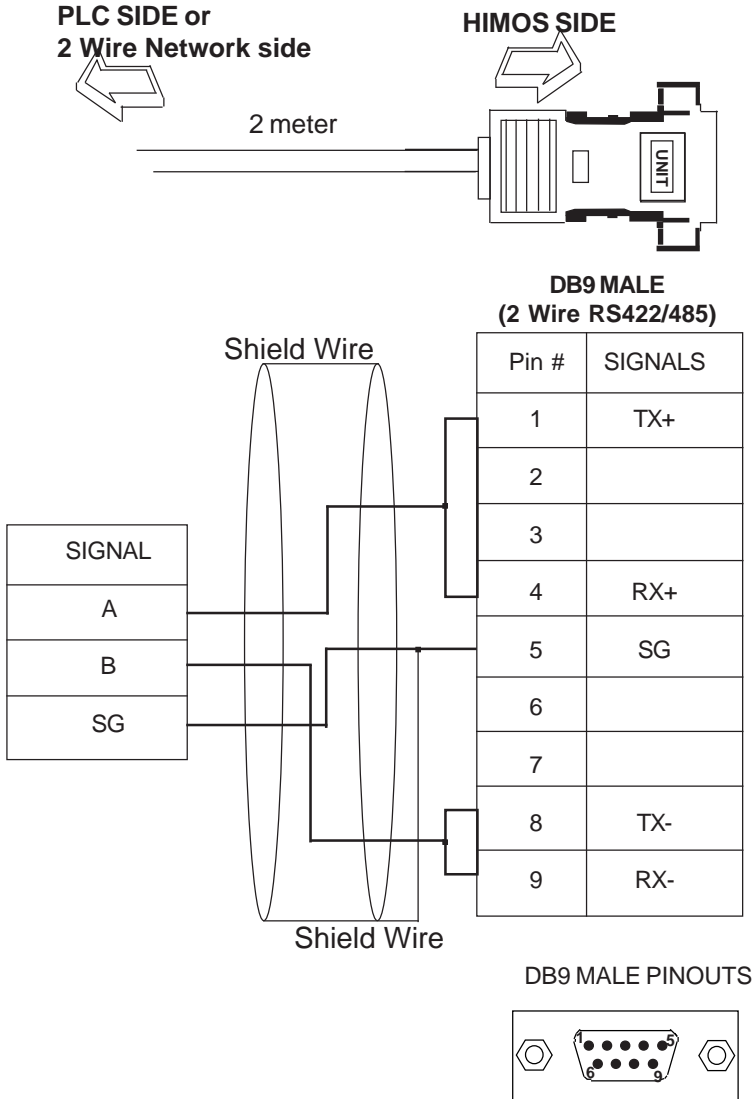 PLC SIDE or
2 Wire Network side
HIMOS SIDE
2 meter
UNIT
DB9 MALE
(2 Wire RS422/485)
Shield Wire
Pin # SIGNALS
1 TX+
2
3
4 RX+
5 SG
6
7
8 TX-
9 RX-
SIGNAL
A
B
SG
Shield Wire
DB9 MALE PINOUTS
1 5
6 9